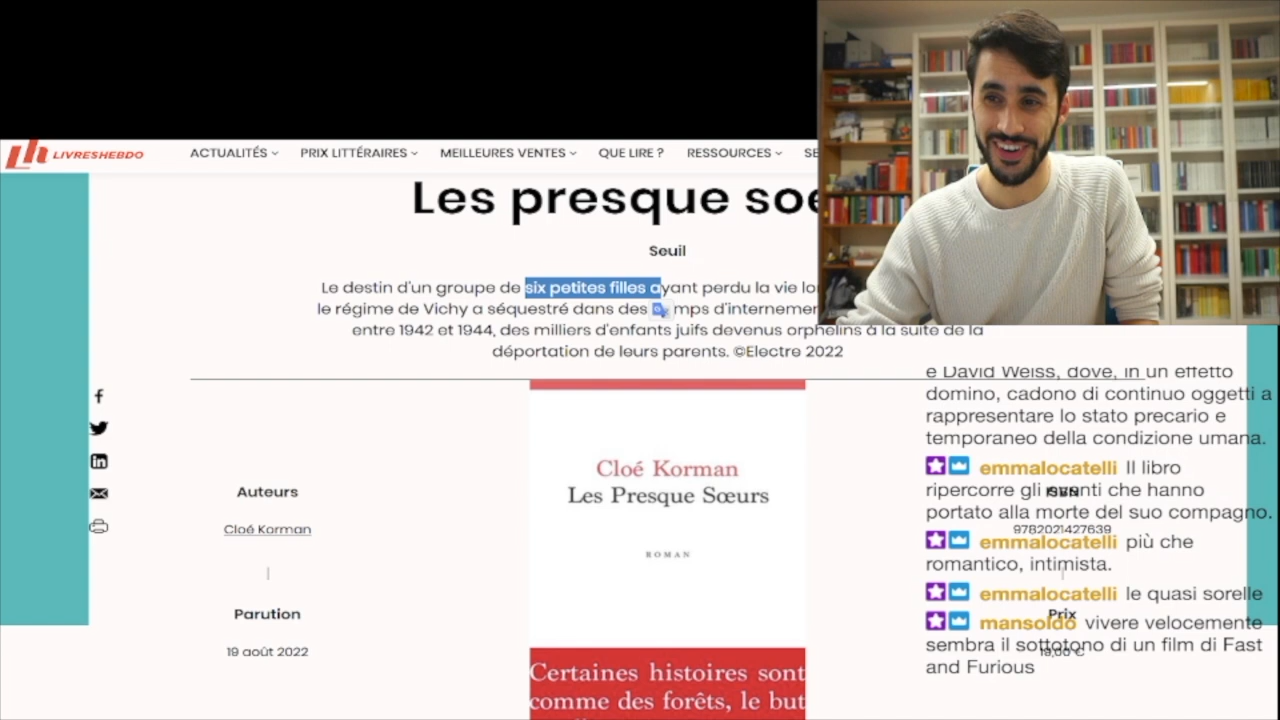 LIVRESHEBDO ACTUALITÉS PRIX LITTÉRAIRES MEILLEURES VENTES QUE LIRE ? RESSOURCES SE
Les presque soe
Seuil
Le destin d'un groupe de six petites filles ayant perdu la vie lo
le régime de Vichy a séquestré dans des mps d'internemen
entre 1942 et 1944, des milliers d'enfants juifs devenus orphelins à la suite de la
déportation de leurs parents. ©Electre 2022
Auteurs
Cloé Korman
Parution
19 août 2022
Cloé Korman
Les Presque Sœurs
ROMAN
Certaines histoires sont
comme des forêts, le but
ISBN
9782021427639
Prix
e David Weiss, dove, in un effetto
domino, cadono di continuo oggetti a
rappresentare lo stato precario e
temporaneo della condizione umana.
emmalocatelli Il libro
ripercorre gli eventi che hanno
portato alla morte del suo compagno.
emmalocatelli più che
romantico, intimista.
emmalocatelli le quasi sorelle
mansoldo vivere velocemente
sembra il sottotono di un film di Fast
and Furious